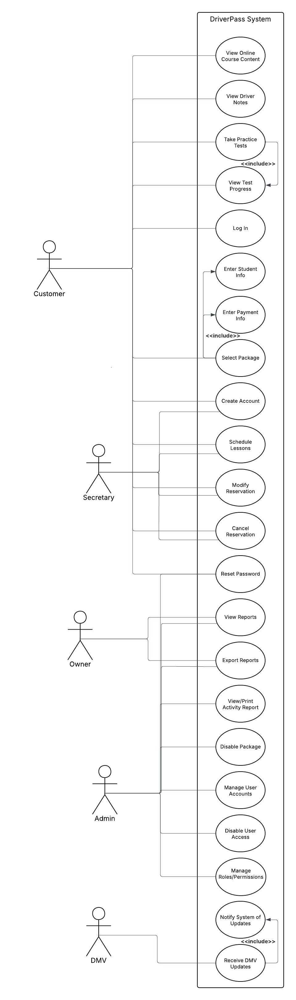 DriverPass System
View Online
Course Content
View Driver
Notes
Take Practice
Tests
<<include>>
View Test
Progress
Log In
Enter Student
Info
Customer
Enter Payment
Info
<<include>>
Select Package
Create Account
Schedule
Lessons
Modify
Reservation
Secretary
Cancel
Reservation
Reset Password
View Reports
Export Reports
Owner
View/Print
Activity Report
Disable Package
Manage User
Accounts
Admin
Disable User
Access
Manage
Roles/Permissions
Notify System of
Updates
<<include>>
Receive DMV
Updates
DMV